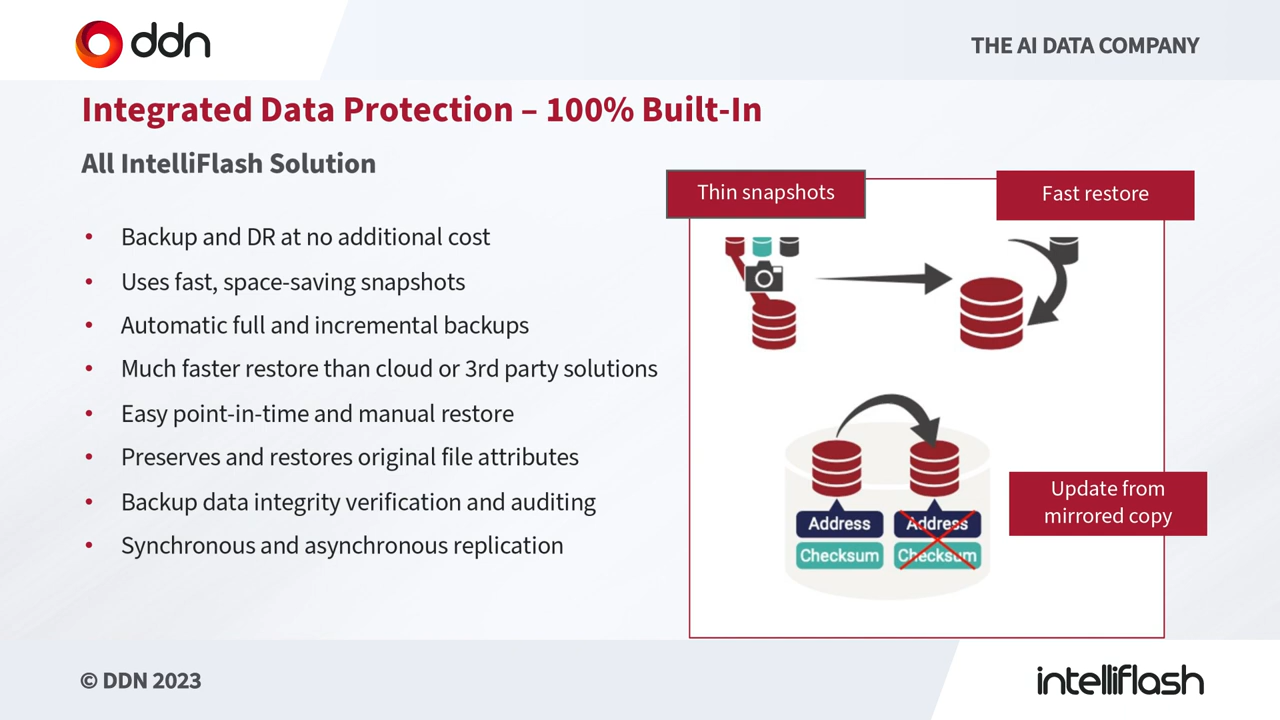 ddn
THE AI DATA COMPANY
Integrated Data Protection – 100% Built-In
All IntelliFlash Solution
• Backup and DR at no additional cost
• Uses fast, space-saving snapshots
• Automatic full and incremental backups
• Much faster restore than cloud or 3rd party solutions
• Easy point-in-time and manual restore
• Preserves and restores original file attributes
• Backup data integrity verification and auditing
• Synchronous and asynchronous replication
Thin snapshots
Fast restore
Address
Address
Checksum
Checksum
Update from
mirrored copy
© DDN 2023
intelliflash